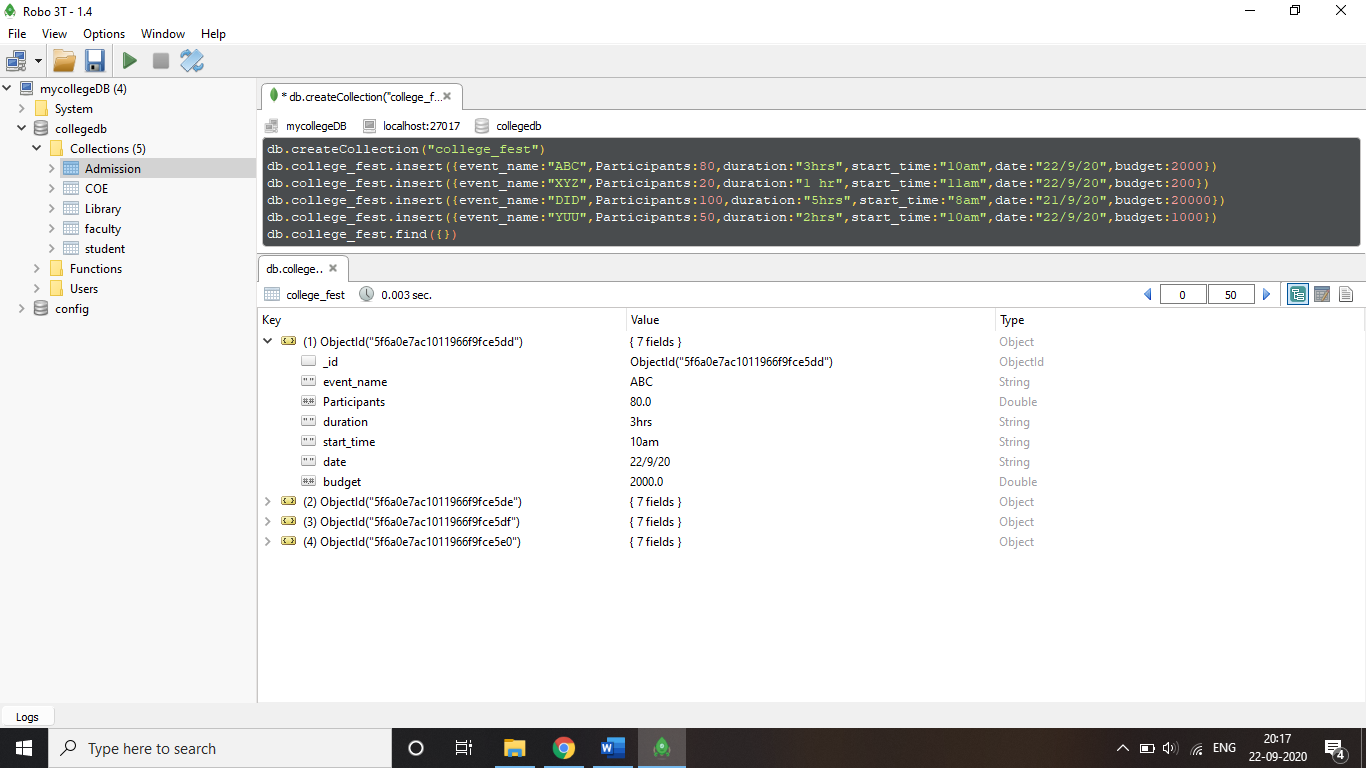 Robo 3T - 1.4
File View Options Window Help
mycollegeDB (4)
System
collegedb
Collections (5)
Admission
COE
Library
faculty
student
Functions
Users
config
* db.createCollection("college_f...
mycollegeDB localhost:27017 collegedb
db.createCollection("college_fest")
db.college_fest.insert({event_name:"ABC",Participants:80,duration:"3hrs",start_time:"10am",date:"22/9/20",budget:2000})
db.college_fest.insert({event_name:"XYZ",Participants:20,duration:"1 hr",start_time:"11am",date:"22/9/20",budget:200})
db.college_fest.insert({event_name:"DID",Participants:100,duration:"5hrs",start_time:"8am",date:"21/9/20",budget:20000})
db.college_fest.insert({event_name:"YUU",Participants:50,duration:"2hrs",start_time:"10am",date:"22/9/20",budget:1000})
db.college_fest.find({})
db.college..
college_fest 0.003 sec. 0 50
Key Value Type
(1) ObjectId("5f6a0e7ac1011966f9fce5dd") { 7 fields } Object
_id ObjectId("5f6a0e7ac1011966f9fce5dd") ObjectId
event_name ABC String
Participants 80.0 Double
duration 3hrs String
start_time 10am String
date 22/9/20 String
budget 2000.0 Double
(2) ObjectId("5f6a0e7ac1011966f9fce5de") { 7 fields } Object
(3) ObjectId("5f6a0e7ac1011966f9fce5df") { 7 fields } Object
(4) ObjectId("5f6a0e7ac1011966f9fce5e0") { 7 fields } Object
Logs
Type here to search
ENG
20:17
22-09-2020
4